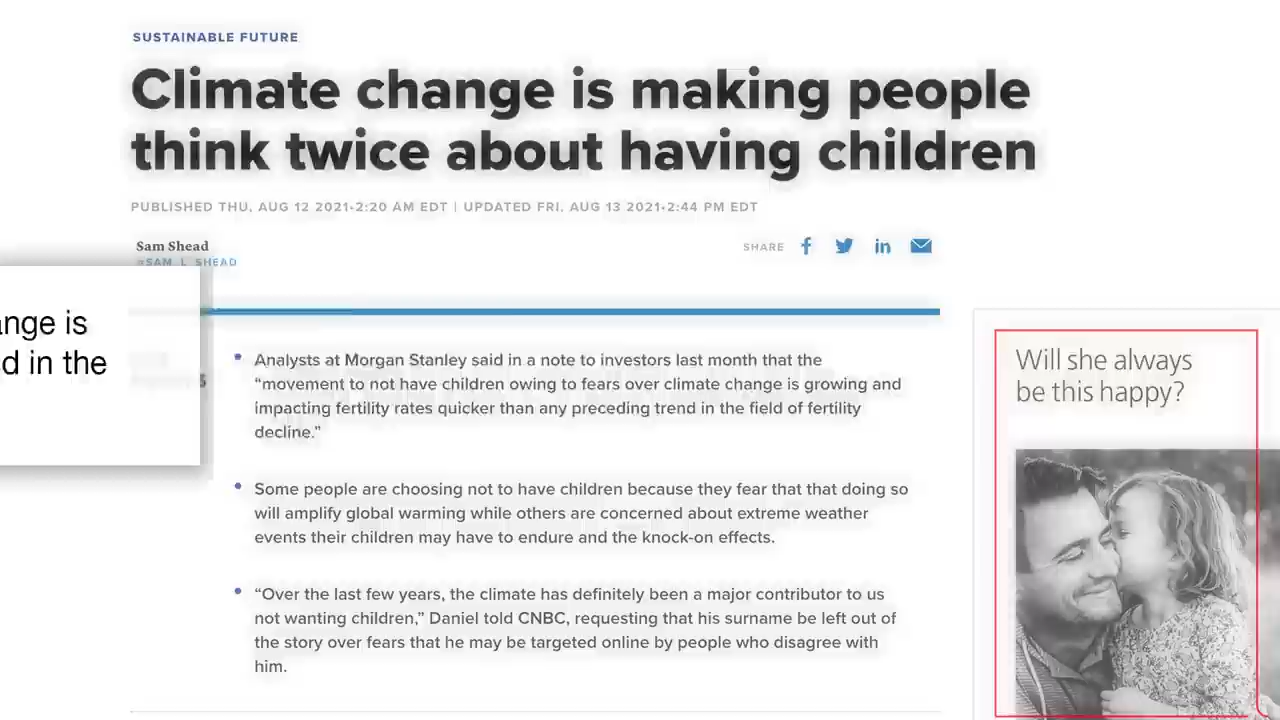 SUSTAINABLE FUTURE
Climate change is making people
think twice about having children
PUBLISHED THU, AUG 12 2021•2:20 AM EDT | UPDATED FRI, AUG 13 2021•2:44 PM EDT
Sam Shead
@SAM_L_SHEAD
SHARE
ange is
d in the
Analysts at Morgan Stanley said in a note to investors last month that the
“movement to not have children owing to fears over climate change is growing and
impacting fertility rates quicker than any preceding trend in the field of fertility
decline.”
Some people are choosing not to have children because they fear that that doing so
will amplify global warming while others are concerned about extreme weather
events their children may have to endure and the knock-on effects.
“Over the last few years, the climate has definitely been a major contributor to us
not wanting children,” Daniel told CNBC, requesting that his surname be left out of
the story over fears that he may be targeted online by people who disagree with
him.
Will she always
be this happy?